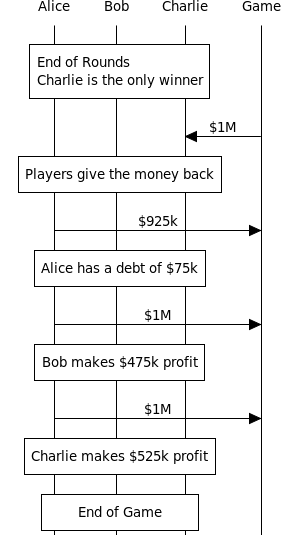 Alice Bob Charlie Game
End of Rounds
Charlie is the only winner
$1M
Players give the money back
$925k
Alice has a debt of $75k
$1M
Bob makes $475k profit
$1M
Charlie makes $525k profit
End of Game